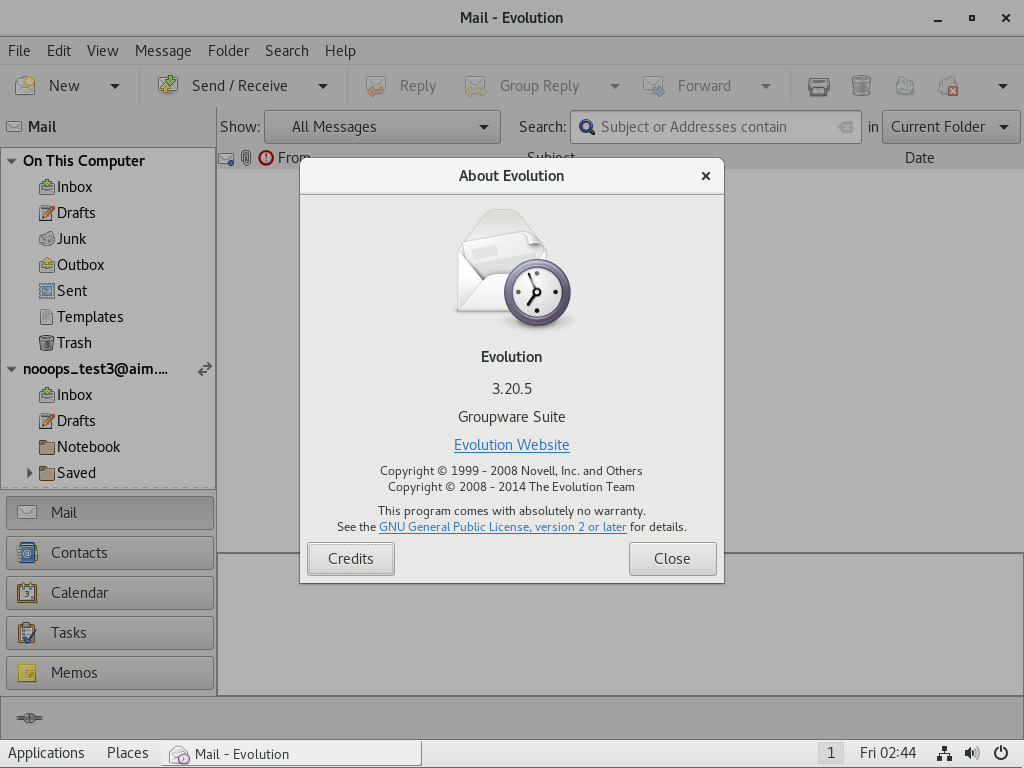 Mail - Evolution
File Edit View Message Folder Search Help
New Send / Receive Reply Group Reply Forward
Mail Show: All Messages Search: Subject or Addresses contain in Current Folder
From Subject Date
On This Computer
Inbox
Drafts
Junk
Outbox
Sent
Templates
Trash
nooops_test3@aim....
Inbox
Drafts
Notebook
Saved
Mail
Contacts
3 Calendar
Tasks
Memos
About Evolution
Evolution
3.20.5
Groupware Suite
Evolution Website
Copyright © 1999 - 2008 Novell, Inc. and Others
Copyright © 2008 - 2014 The Evolution Team
This program comes with absolutely no warranty.
See the GNU General Public License, version 2 or later for details.
Credits Close
Applications Places Mail - Evolution 1 Fri 02:44